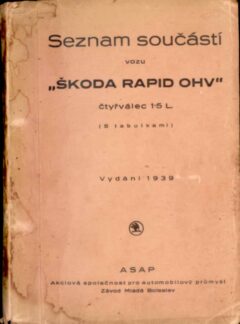 Seznam součástí
vozu
„ŠKODA RAPID OHV"
čtyřválec 1·5 L.
(S tabulkami)
Vydání 1939
ASAP
Akciová společnost pro automobilový průmysl
Závod Mladá Boleslav